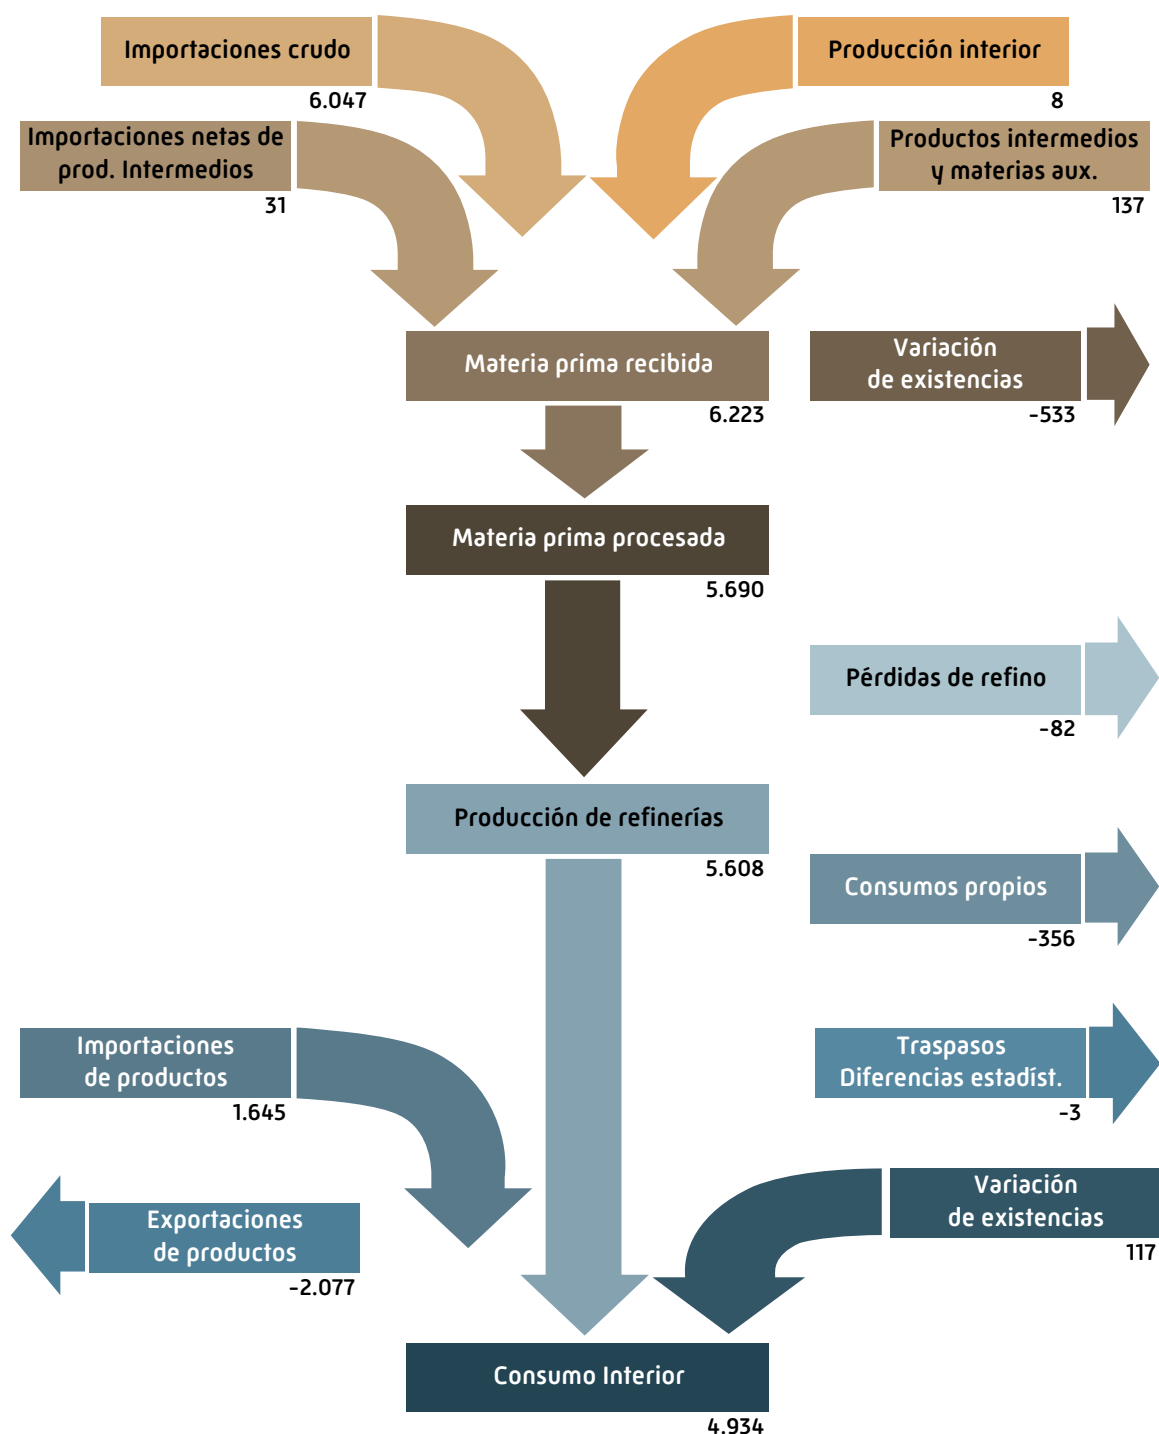 Importaciones crudo
6.047
Producción interior
8
Importaciones netas de
prod. Intermedios
31
Productos intermedios
y materias aux.
137
Materia prima recibida
6.223
Variación
de existencias
-533
Materia prima procesada
5.690
Pérdidas de refino
-82
Producción de refinerías
5.608
Consumos propios
-356
Importaciones
de productos
1.645
Traspasos
Diferencias estadíst.
-3
Exportaciones
de productos
-2.077
Variación
de existencias
117
Consumo Interior
4.934